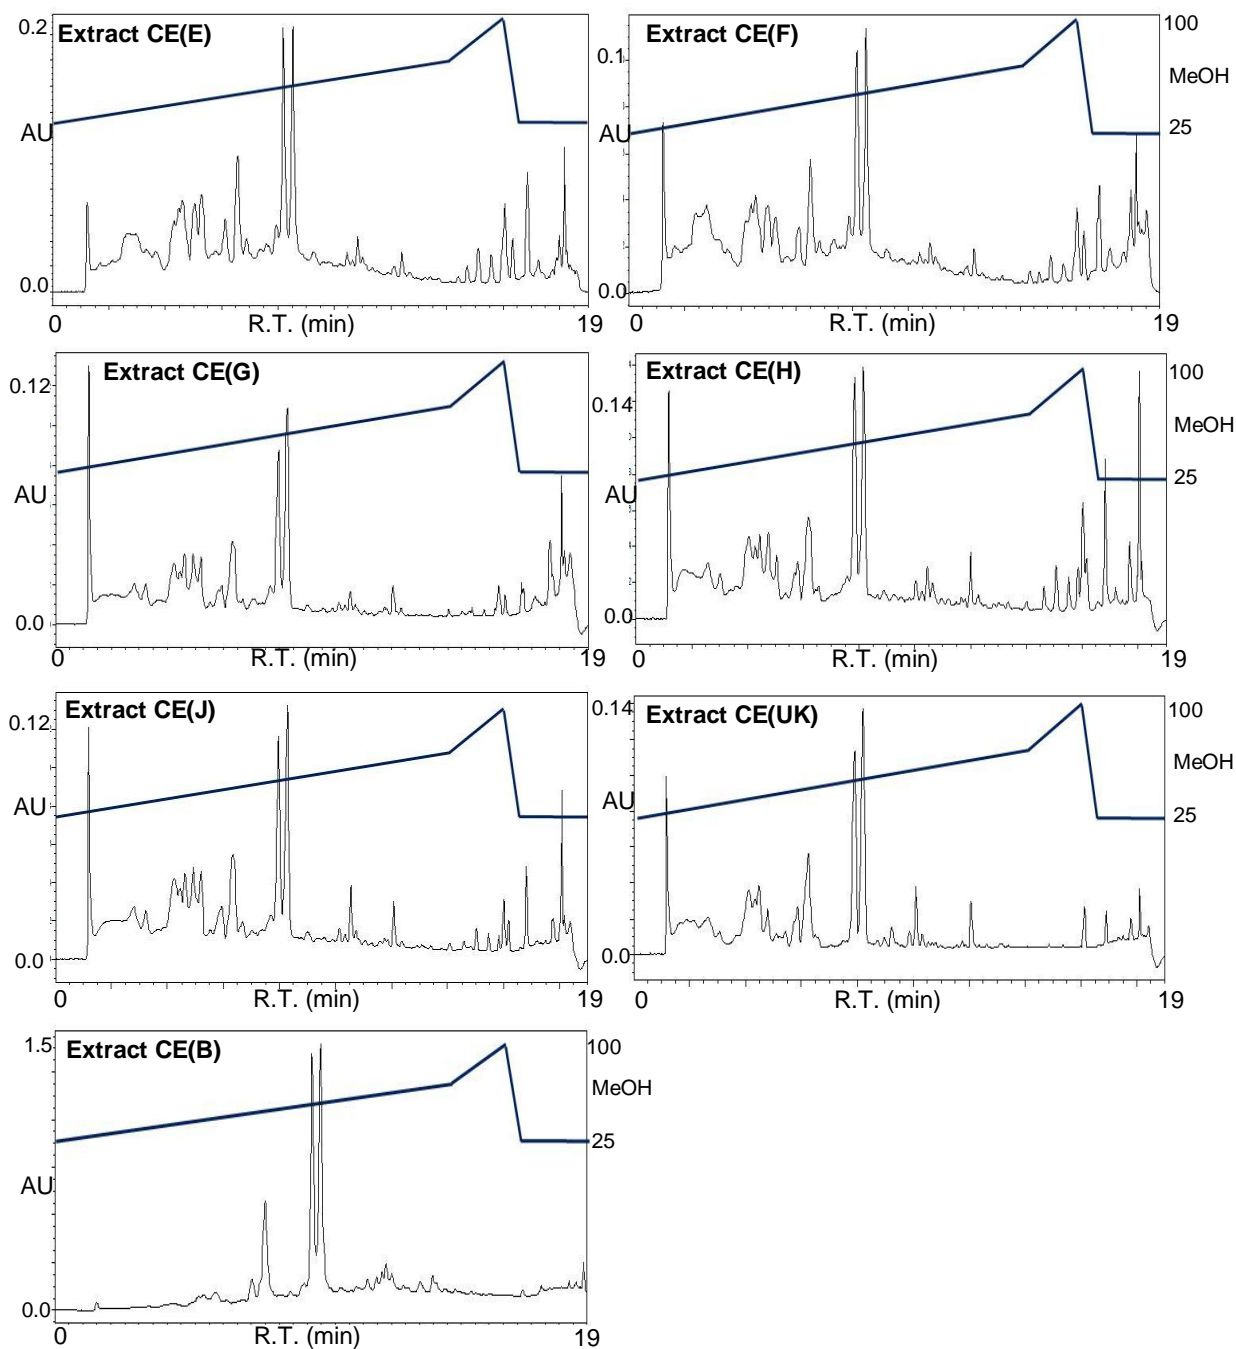 Extract CE(E)
0.2
AU
0.0
0
R.T. (min)
19
Extract CE(F)
0.1
AU
0.0
0
R.T. (min)
19
100
MeOH
25
Extract CE(G)
0.12
AU
0.0
0
R.T. (min)
19
Extract CE(H)
0.14
AU
0.0
0
R.T. (min)
19
100
MeOH
25
Extract CE(J)
0.12
AU
0.0
0
R.T. (min)
19
Extract CE(UK)
0.14
AU
0.0
0
R.T. (min)
19
100
MeOH
25
Extract CE(B)
1.5
AU
0.0
0
R.T. (min)
19
100
MeOH
25